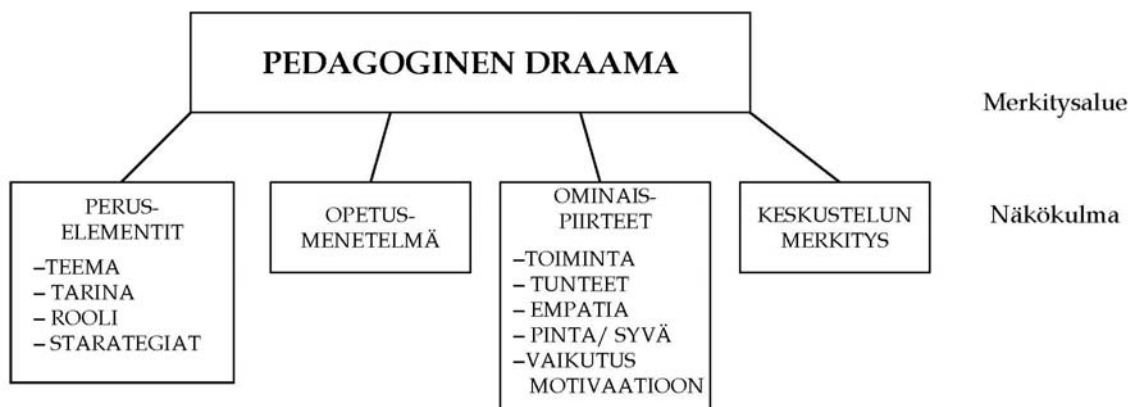 PEDAGOGINEN DRAAMA
Merkitysalue
PERUS-
ELEMENTIT
–TEEMA
– TARINA
– ROOLI
– STARATEGIAT
OPETUS-
MENETELMÄ
OMINAIS-
PIIRTEET
–TOIMINTA
– TUNTEET
– EMPATIA
– PINTA/ SYVÄ
–VAIKUTUS
MOTIVAATIOON
KESKUSTELUN
MERKITYS
Näkökulma